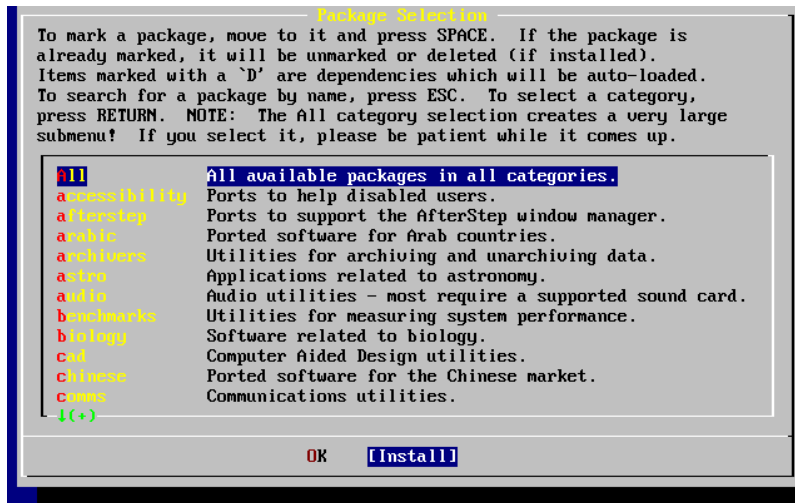 Package Selection
To mark a package, move to it and press SPACE.  If the package is
already marked, it will be unmarked or deleted (if installed).
Items marked with a `D' are dependencies which will be auto-loaded.
To search for a package by name, press ESC.  To select a category,
press RETURN.  NOTE:  The All category selection creates a very large
submenu!  If you select it, please be patient while it comes up.
All All available packages in all categories.
accessibility Ports to help disabled users.
afterstep Ports to support the AfterStep window manager.
arabic Ported software for Arab countries.
archivers Utilities for archiving and unarchiving data.
astro Applications related to astronomy.
audio Audio utilities - most require a supported sound card.
benchmarks Utilities for measuring system performance.
biology Software related to biology.
cad Computer Aided Design utilities.
chinese Ported software for the Chinese market.
comms Communications utilities.
↓(+)
OK [Install]